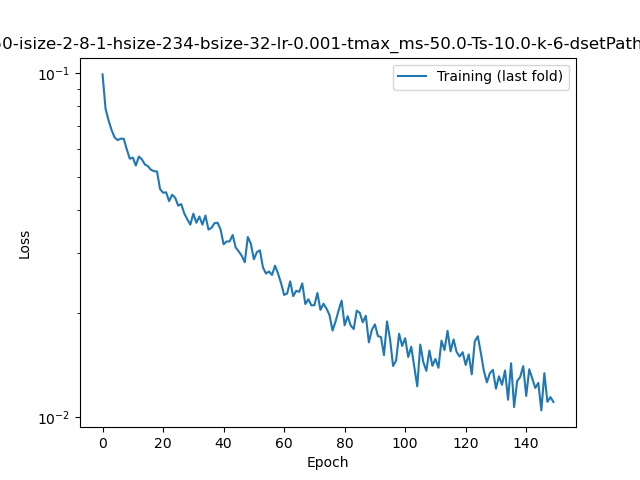 0-isize-2-8-1-hsize-234-bsize-32-lr-0.001-tmax_ms-50.0-Ts-10.0-k-6-dsetPath
Training (last fold)
10⁻¹
Loss
10⁻²
0 20 40 60 80 100 120 140
Epoch